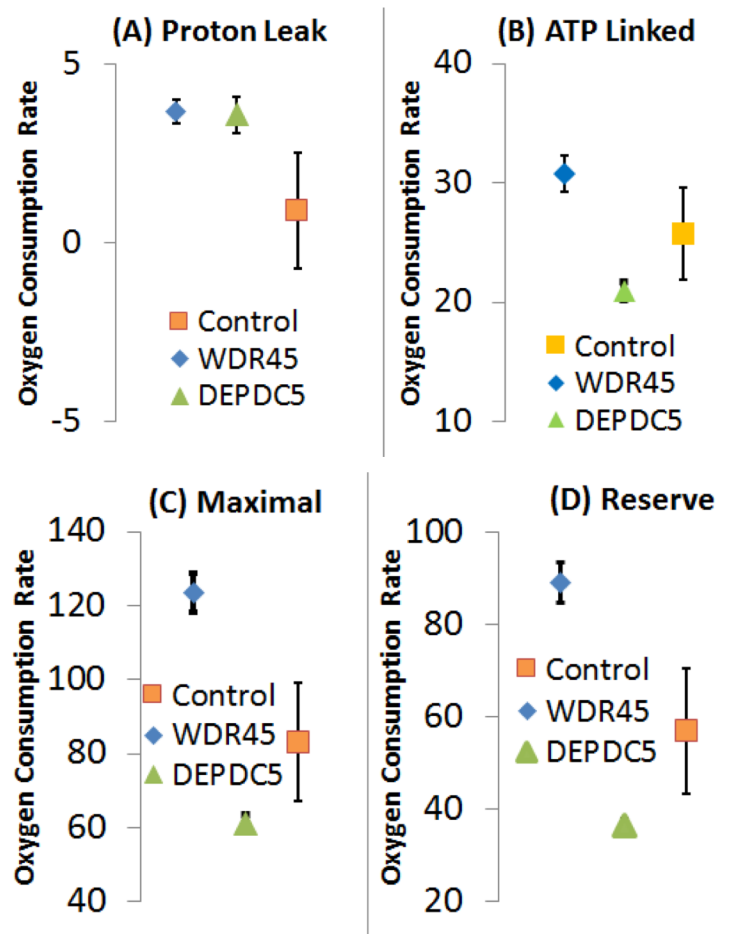 (A) Proton Leak
Oxygen Consumption Rate
5
0
-5
Control
WDR45
DEPDC5
(B) ATP Linked
Oxygen Consumption Rate
40
30
20
10
Control
WDR45
DEPDC5
(C) Maximal
Oxygen Consumption Rate
140
120
100
80
60
40
Control
WDR45
DEPDC5
(D) Reserve
Oxygen Consumption Rate
100
80
60
40
20
Control
WDR45
DEPDC5